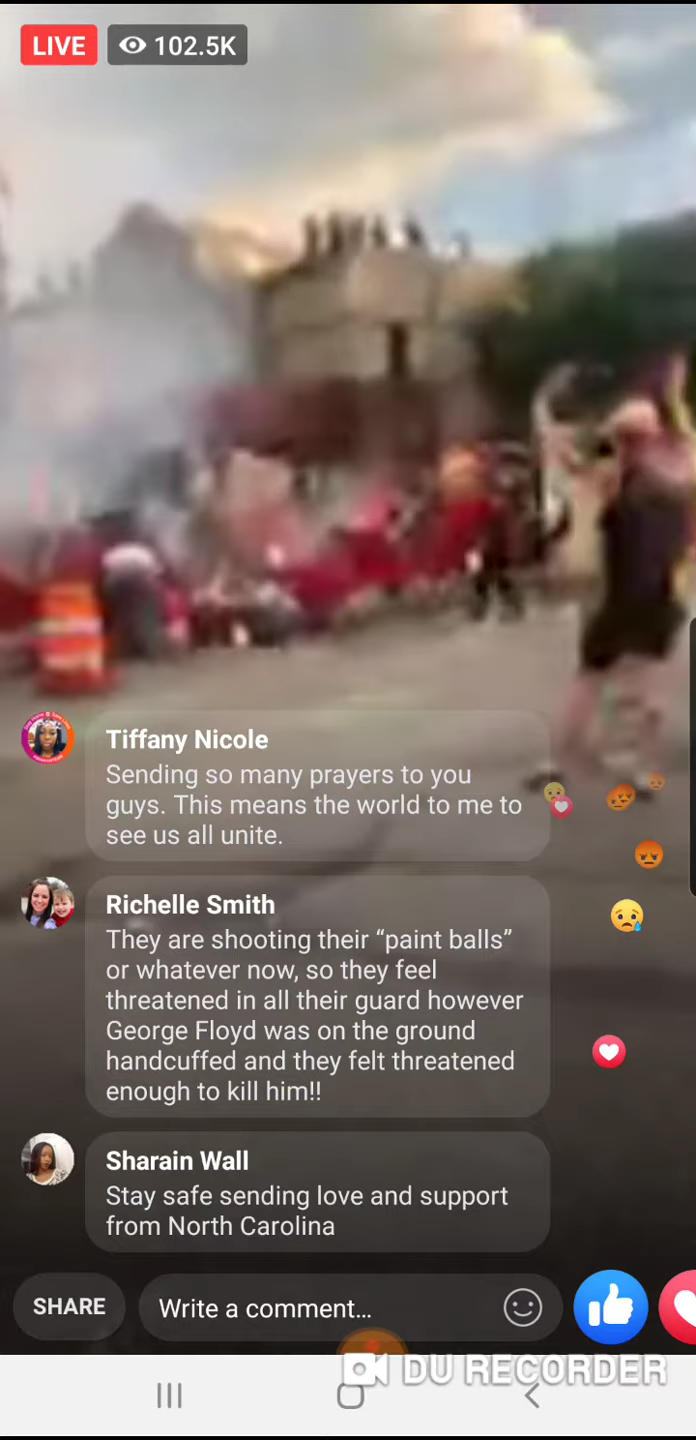 LIVE 102.5K
Tiffany Nicole
Sending so many prayers to you
guys. This means the world to me to
see us all unite.
Richelle Smith
They are shooting their “paint balls”
or whatever now, so they feel
threatened in all their guard however
George Floyd was on the ground
handcuffed and they felt threatened
enough to kill him!!
Sharain Wall
Stay safe sending love and support
from North Carolina
SHARE Write a comment...
DU RECORDER